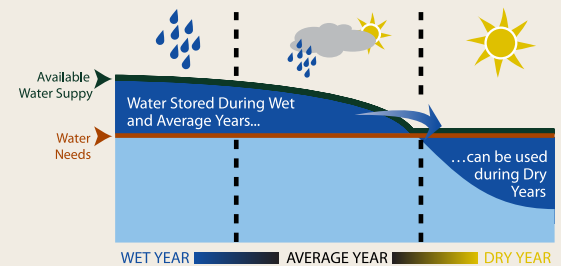 Available
Water Suppy
Water Stored During Wet
and Average Years...
Water
Needs
...can be used
during Dry
Years
WET YEAR
AVERAGE YEAR
DRY YEAR